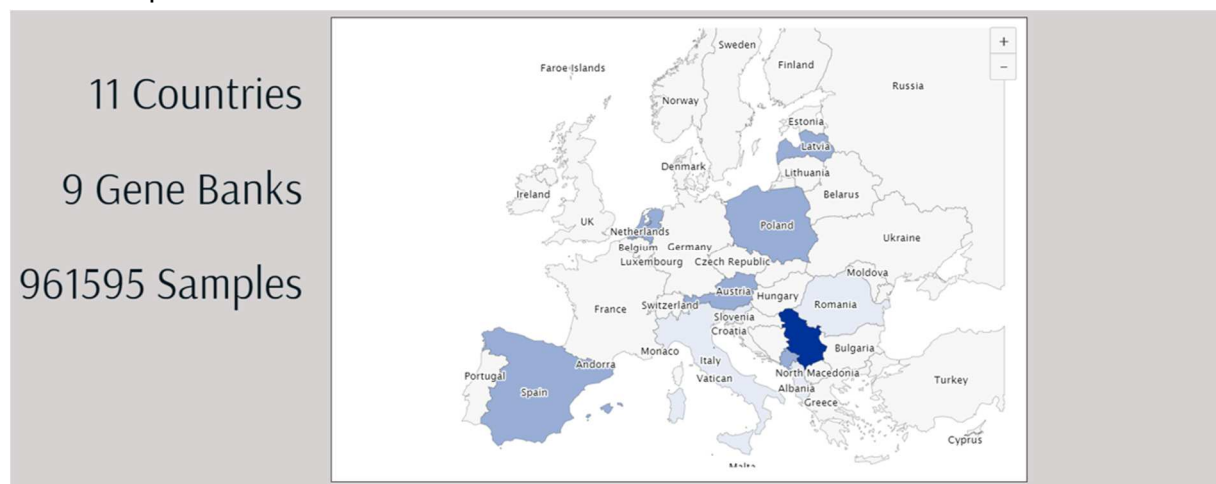 11 Countries
9 Gene Banks
961595 Samples
+
−
Sweden
Faroe Islands
Finland
Russia
Norway
Estonia
Latvia
Denmark
Lithuania
Ireland
Belarus
UK
Netherlands
Poland
Ukraine
Belgium
Germany
Luxembourg
Czech Republic
Moldova
Austria
Hungary
Romania
France
Switzerland
Slovenia
Croatia
Monaco
Italy
Bulgaria
Andorra
Portugal
Spain
Vatican
North Macedonia
Albania
Turkey
Greece
Cyprus
Malta